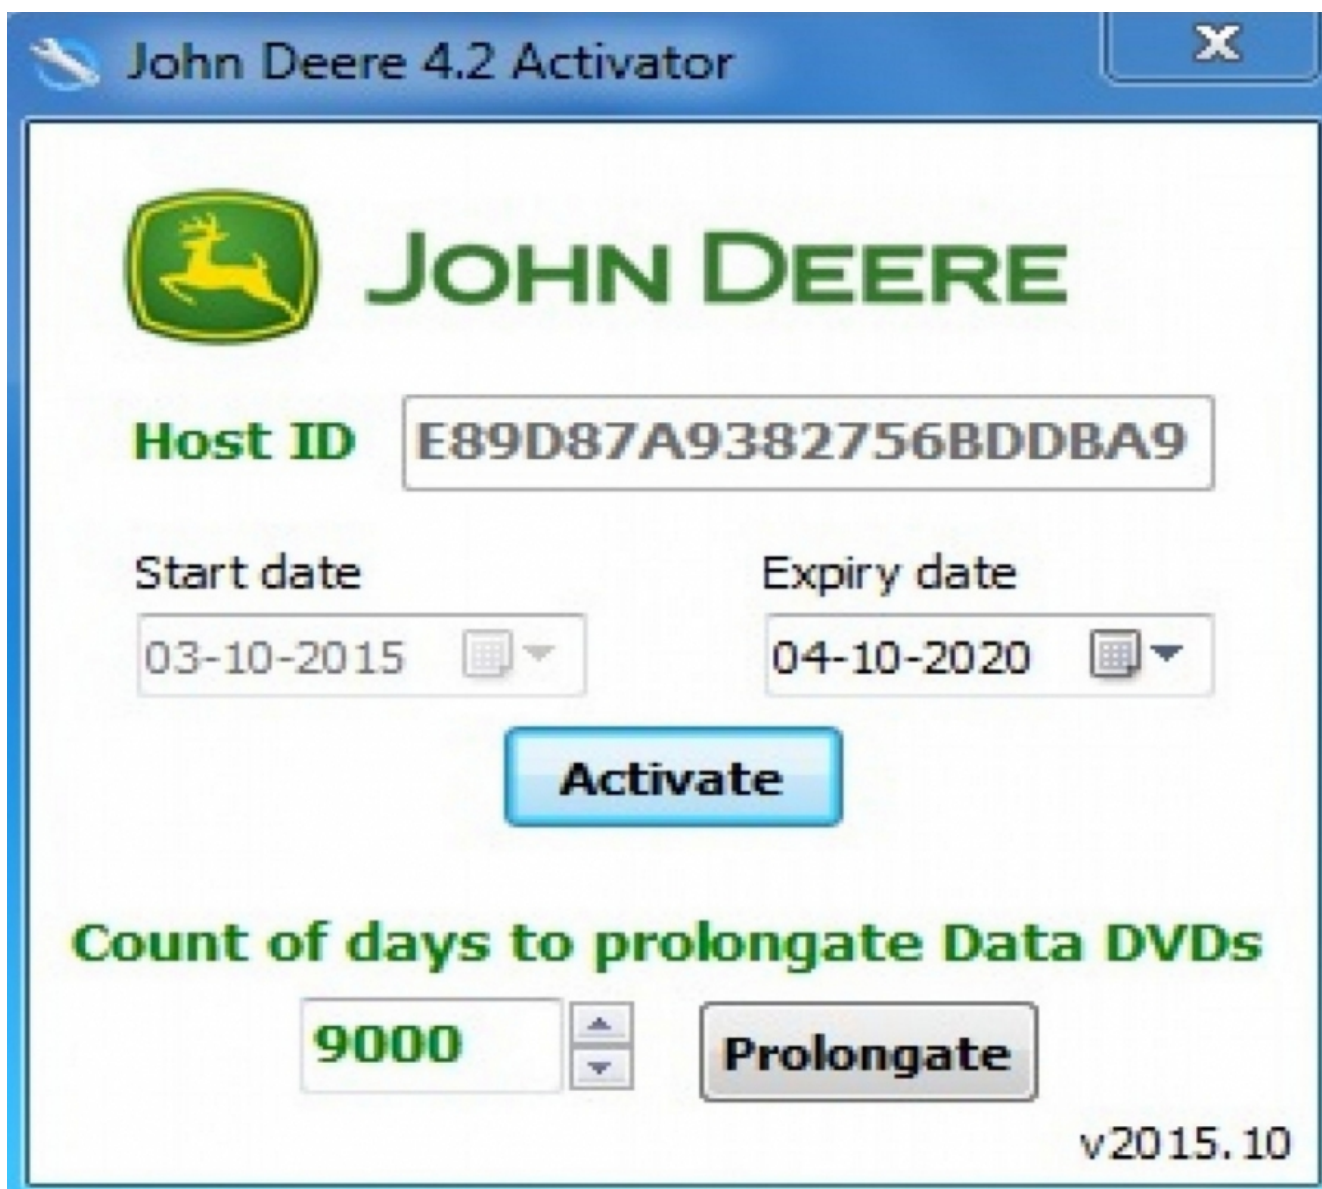 John Deere 4.2 Activator
JOHN DEERE
Host ID E89D87A9382756BDDBA9
Start date Expiry date
03-10-2015 04-10-2020
Activate
Count of days to prolongate Data DVDs
9000 Prolongate
v2015.10